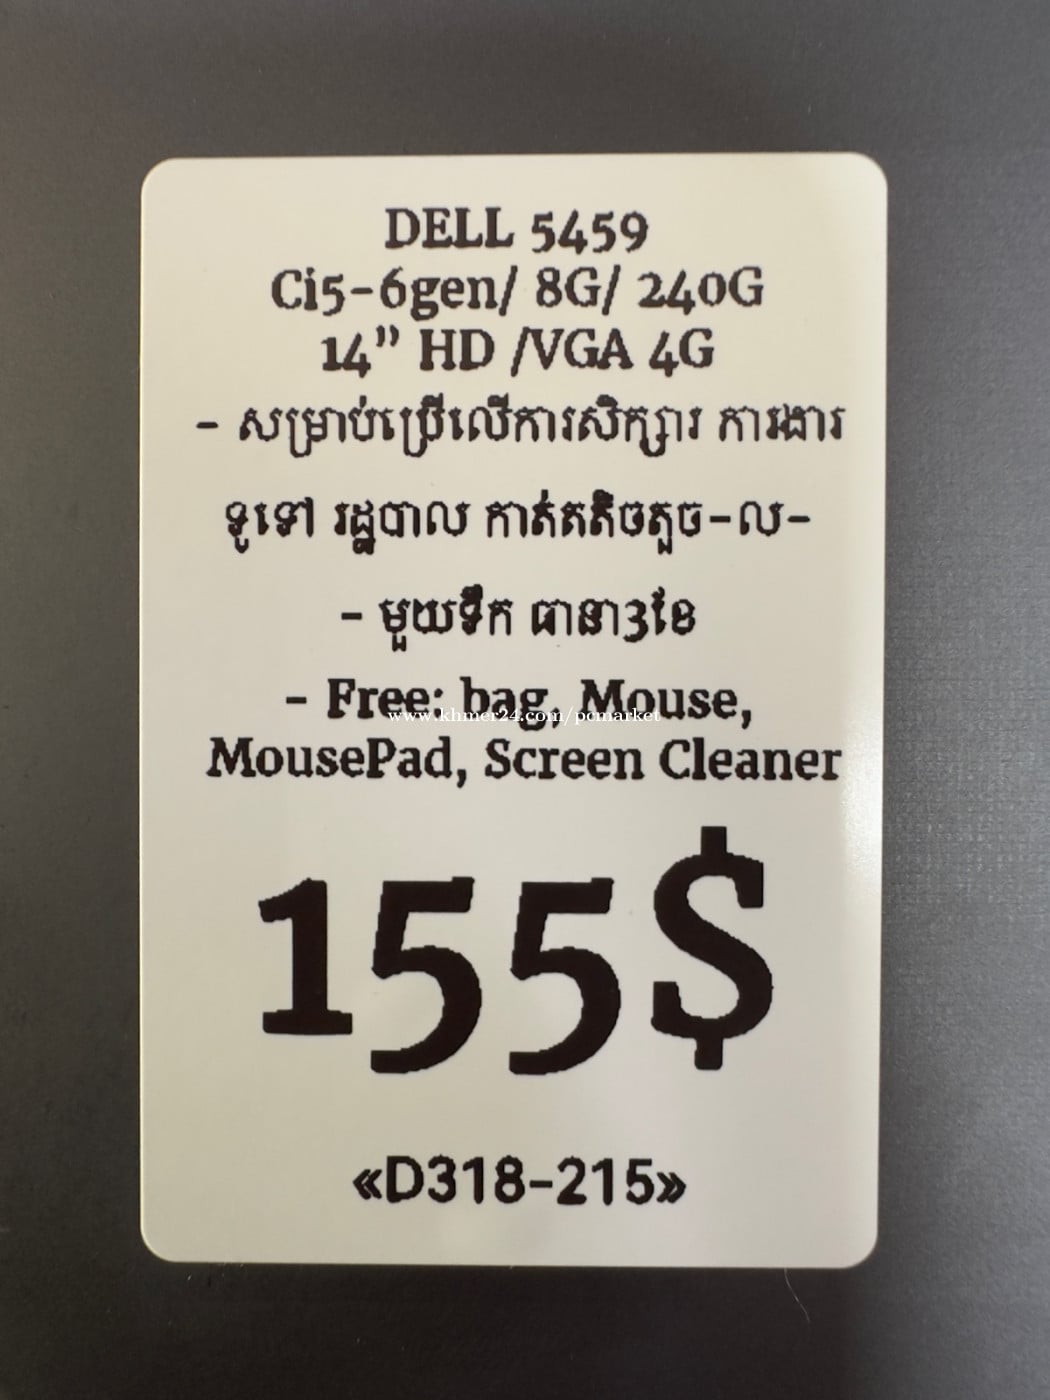 DELL 5459
Ci5-6gen/ 8G/ 240G
14” HD /VGA 4G
- សម្រាប់ប្រើលើការសិក្សារ ការងារ
ទូទៅ រដ្ឋបាល កាត់តតិចតួច-ល-
- មួយទឹក ធានា3ខែ
- Free: bag, Mouse,
www.khmer24.com/pcmarket
MousePad, Screen Cleaner
155$
«D318-215»